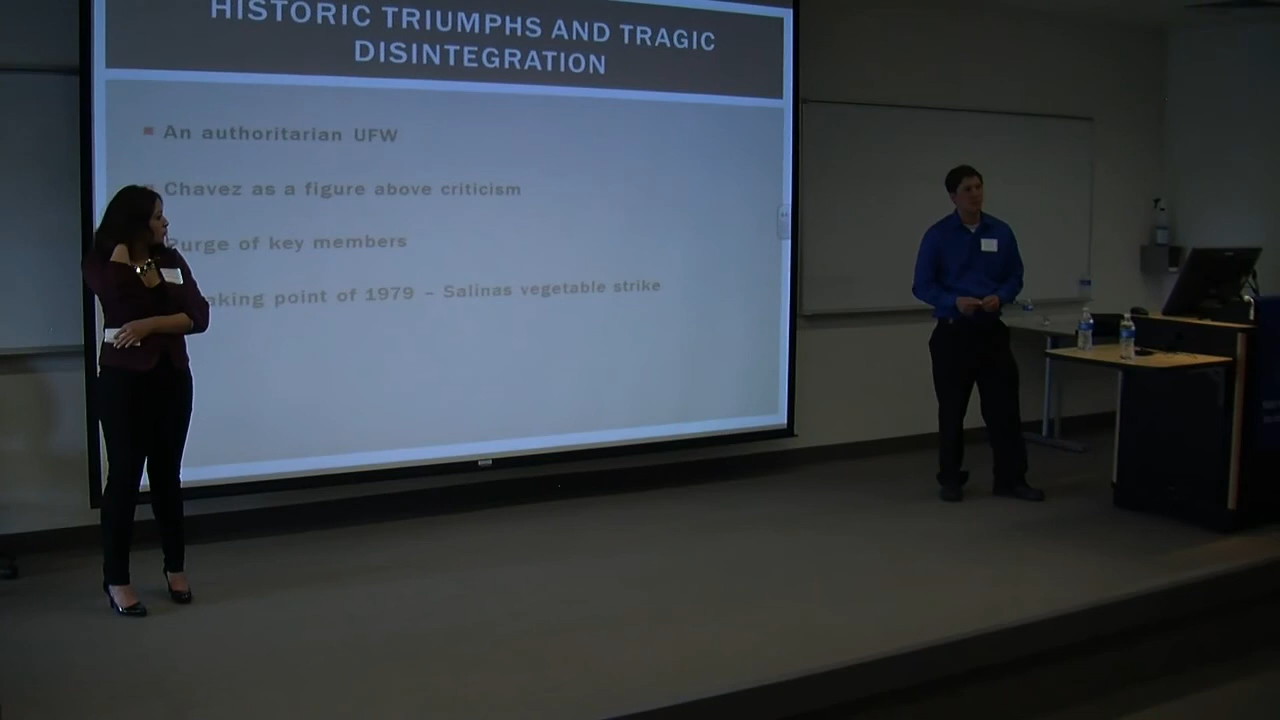 HISTORIC TRIUMPHS AND TRAGIC
DISINTEGRATION
An authoritarian UFW
Chavez as a figure above criticism
Purge of key members
point of 1979 – Salinas vegetable strike